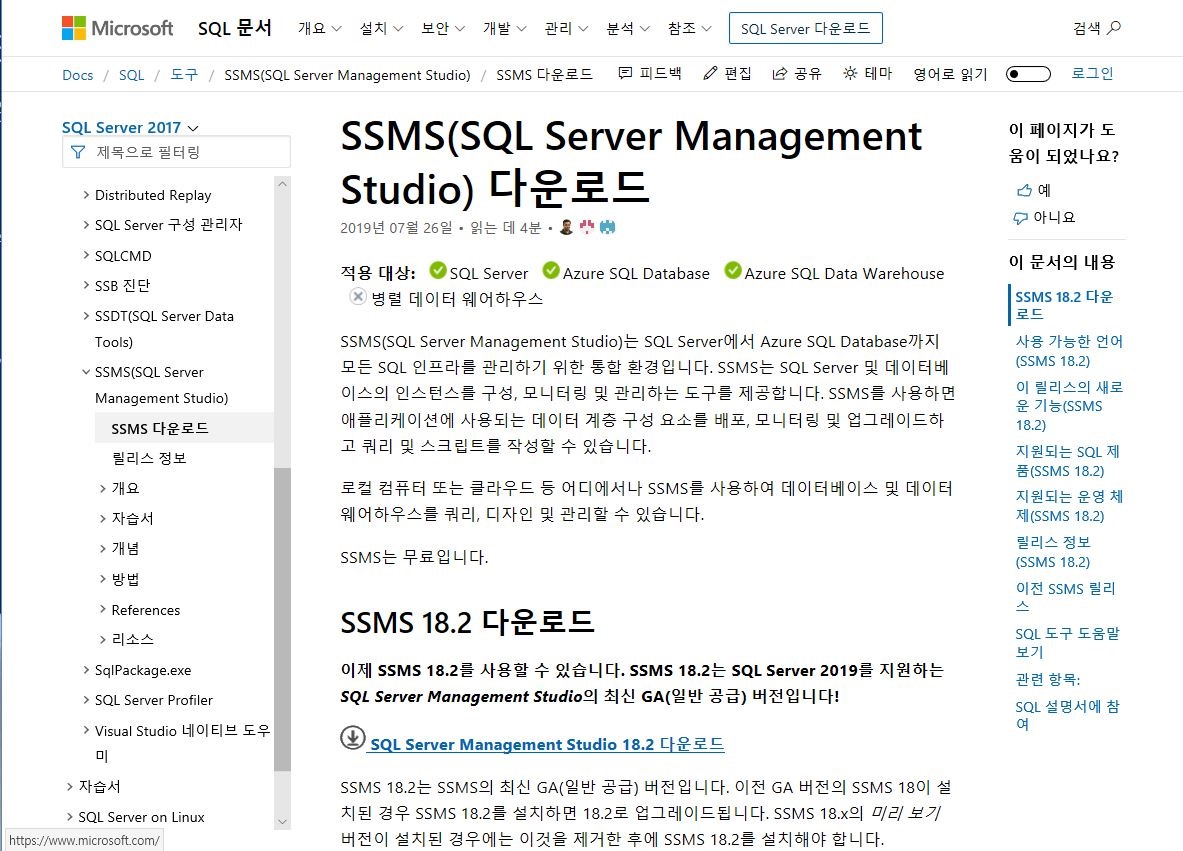 Microsoft SQL 문서 개요 설치 보안 개발 관리 분석 참조 SQL Server 다운로드 검색
Docs / SQL / 도구 / SSMS(SQL Server Management Studio) / SSMS 다운로드 피드백 편집 공유 테마 영어로 읽기 로그인
SQL Server 2017
제목으로 필터링
Distributed Replay
SQL Server 구성 관리자
SQLCMD
SSB 진단
SSDT(SQL Server Data
Tools)
SSMS(SQL Server
Management Studio)
SSMS 다운로드
릴리스 정보
개요
자습서
개념
방법
References
리소스
SqlPackage.exe
SQL Server Profiler
Visual Studio 네이티브 도우
미
자습서
SQL Server on Linux
https://www.microsoft.com/
SSMS(SQL Server Management
Studio) 다운로드
2019년 07월 26일 • 읽는 데 4분 •
적용 대상: SQL Server Azure SQL Database Azure SQL Data Warehouse
병렬 데이터 웨어하우스
SSMS(SQL Server Management Studio)는 SQL Server에서 Azure SQL Database까지
모든 SQL 인프라를 관리하기 위한 통합 환경입니다. SSMS는 SQL Server 및 데이터베
이스의 인스턴스를 구성, 모니터링 및 관리하는 도구를 제공합니다. SSMS를 사용하면
애플리케이션에 사용되는 데이터 계층 구성 요소를 배포, 모니터링 및 업그레이드하
고 쿼리 및 스크립트를 작성할 수 있습니다.
로컬 컴퓨터 또는 클라우드 등 어디에서나 SSMS를 사용하여 데이터베이스 및 데이터
웨어하우스를 쿼리, 디자인 및 관리할 수 있습니다.
SSMS는 무료입니다.
SSMS 18.2 다운로드
이제 SSMS 18.2를 사용할 수 있습니다. SSMS 18.2는 SQL Server 2019를 지원하는
SQL Server Management Studio의 최신 GA(일반 공급) 버전입니다!
SQL Server Management Studio 18.2 다운로드
SSMS 18.2는 SSMS의 최신 GA(일반 공급) 버전입니다. 이전 GA 버전의 SSMS 18이 설
치된 경우 SSMS 18.2를 설치하면 18.2로 업그레이드됩니다. SSMS 18.x의 미리 보기
버전이 설치된 경우에는 이것을 제거한 후에 SSMS 18.2를 설치해야 합니다.
이 페이지가 도
움이 되었나요?
예
아니요
이 문서의 내용
SSMS 18.2 다운
로드
사용 가능한 언어
(SSMS 18.2)
이 릴리스의 새로
운 기능(SSMS
18.2)
지원되는 SQL 제
품(SSMS 18.2)
지원되는 운영 체
제(SSMS 18.2)
릴리스 정보
(SSMS 18.2)
이전 SSMS 릴리
스
SQL 도구 도움말
보기
관련 항목:
SQL 설명서에 참
여